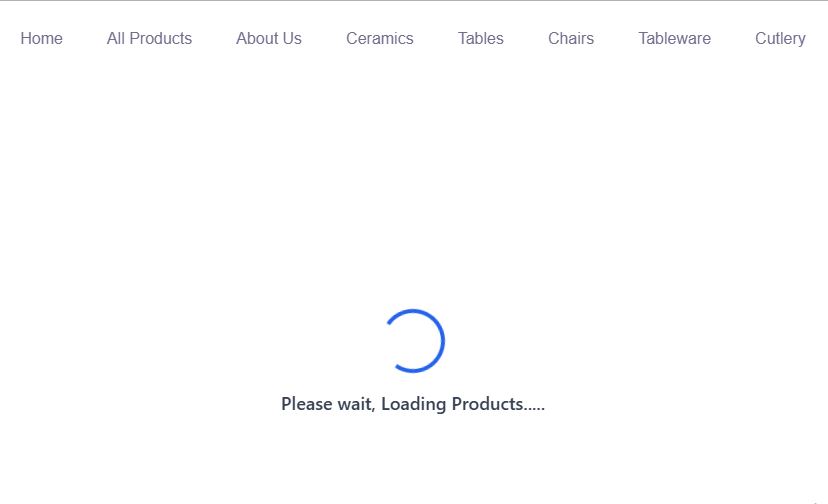 Home All Products About Us Ceramics Tables Chairs Tableware Cutlery
Please wait, Loading Products.....